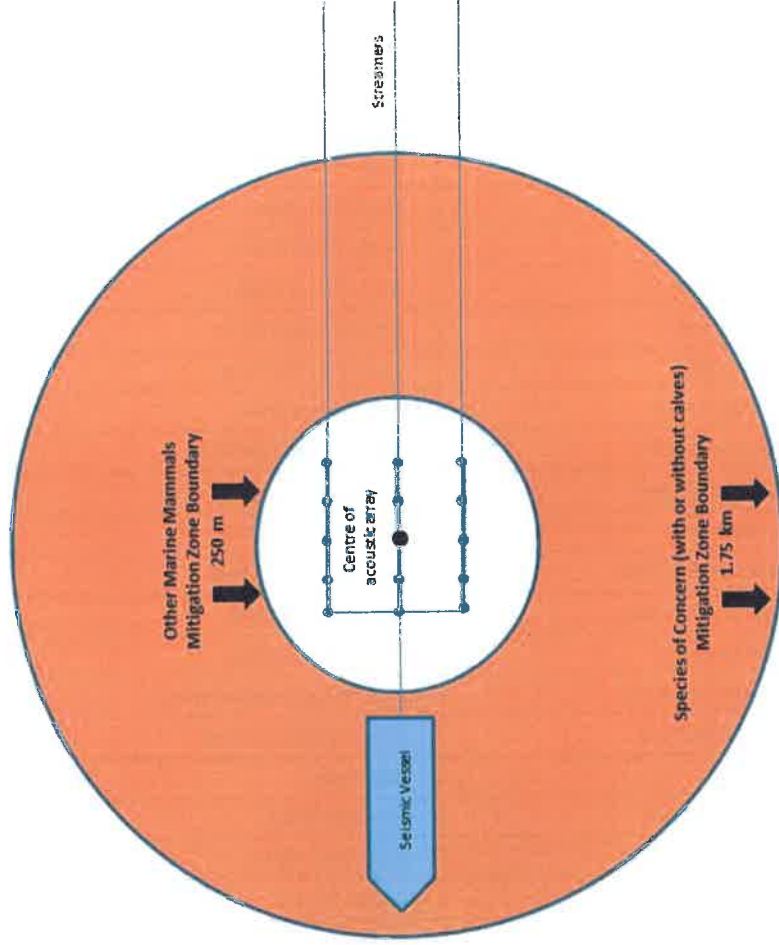 Streamers
Other Marine Mammals
Mitigation Zone Boundary
250 m
Centre of
acoustic array
Seismic Vessel
Species of Concern (with or without calves)
Mitigation Zone Boundary
1.75 km